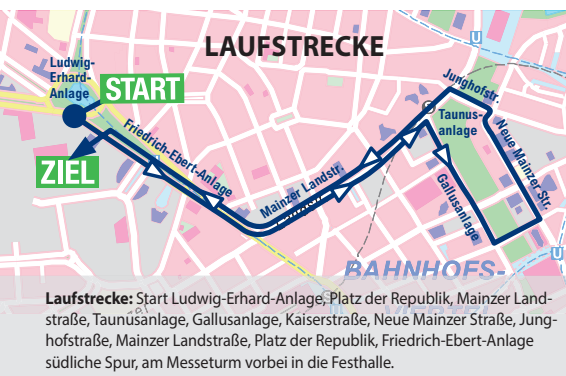 LAUFSTRECKE
Ludwig-
Erhard-
Anlage
START
ZIEL
Friedrich-Ebert-Anlage
Mainzer Landstr.
Junghofstr.
Taunus-
anlage
Neue Mainzer Str.
Gallusanlage
U
U
BAHNHOFS-
VIERTEL
Laufstrecke: Start Ludwig-Erhard-Anlage, Platz der Republik, Mainzer Land-
straße, Taunusanlage, Gallusanlage, Kaiserstraße, Neue Mainzer Straße, Jung-
hofstraße, Mainzer Landstraße, Platz der Republik, Friedrich-Ebert-Anlage
südliche Spur, am Messeturm vorbei in die Festhalle.